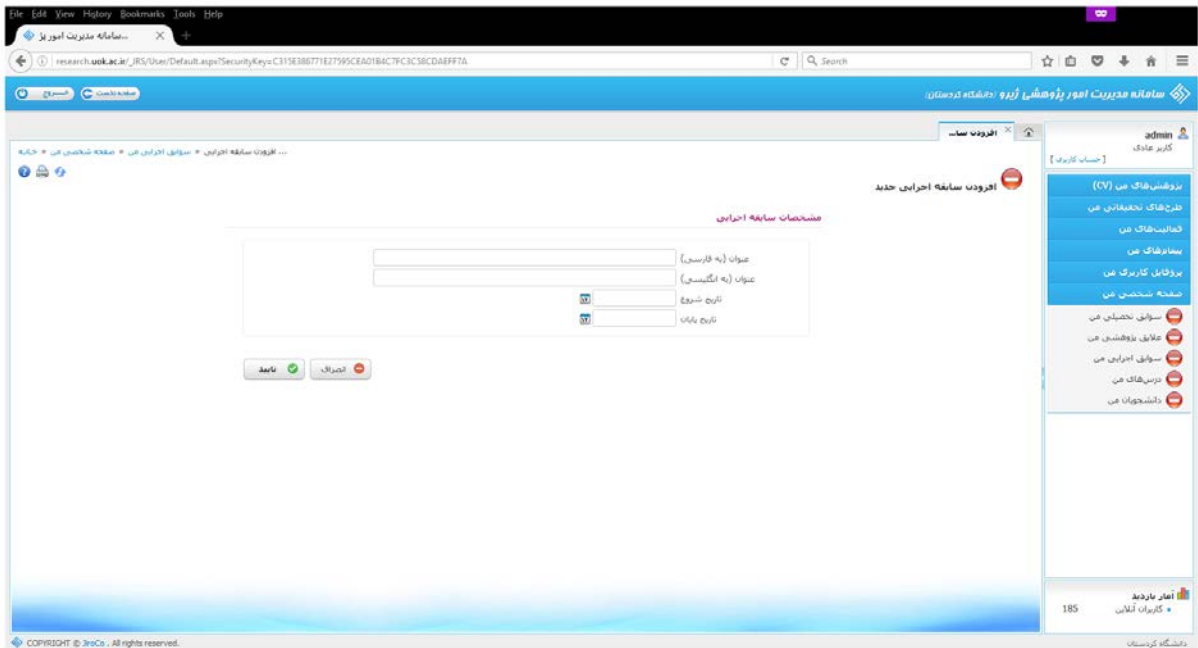 File Edit View History Bookmarks Tools Help
سامانه مدیریت امور پژ...
research.uok.ac.ir/_JRS/User/Default.aspx?SecurityKey=C315E386771E27595CEA01B4C7FC3C58CDAEFF7A
Search
سامانه مدیریت امور پژوهشی ژیرو (دانشگاه کردستان)
صفحه نخست
خـــروج
افزودن سا...
admin
کاربر عادی
[حساب کاربری]
... افزودن سابقه اجرایی « سوابق اجرایی من « صفحه شخصی من « خانه
افزودن سابقه اجرایی جدید
مشخصات سابقه اجرایی
عنوان (به فارسی)
عنوان (به انگلیسی)
تاریخ شروع
تاریخ پایان
انصراف
تایید
پژوهش‌های من (CV)
طرح‌های تحقیقاتی من
فعالیت‌های من
پیغام‌های من
پروفایل کاربری من
صفحه شخصی من
سوابق تحصیلی من
علایق پژوهشی من
سوابق اجرایی من
درس‌های من
دانشجویان من
آمار بازدید
کاربران آنلاین 185
COPYRIGHT © JiroCo , All rights reserved.
دانشگاه کردستان